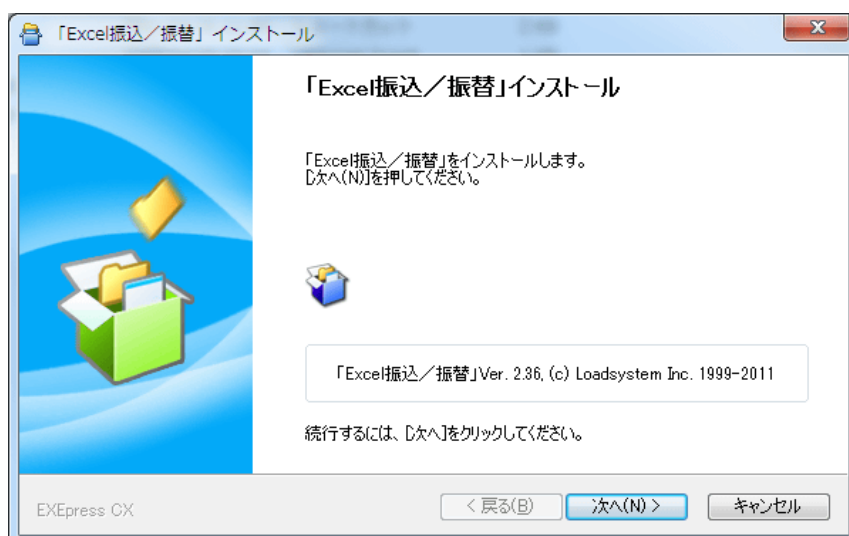 「Excel振込／振替」インストール
「Excel振込／振替」インストール
「Excel振込／振替」をインストールします。
[次へ(N)]を押してください。
「Excel振込／振替」Ver. 2.36, (c) Loadsystem Inc. 1999-2011
続行するには、[次へ]をクリックしてください。
EXEpress CX
< 戻る(B)
次へ(N) >
キャンセル